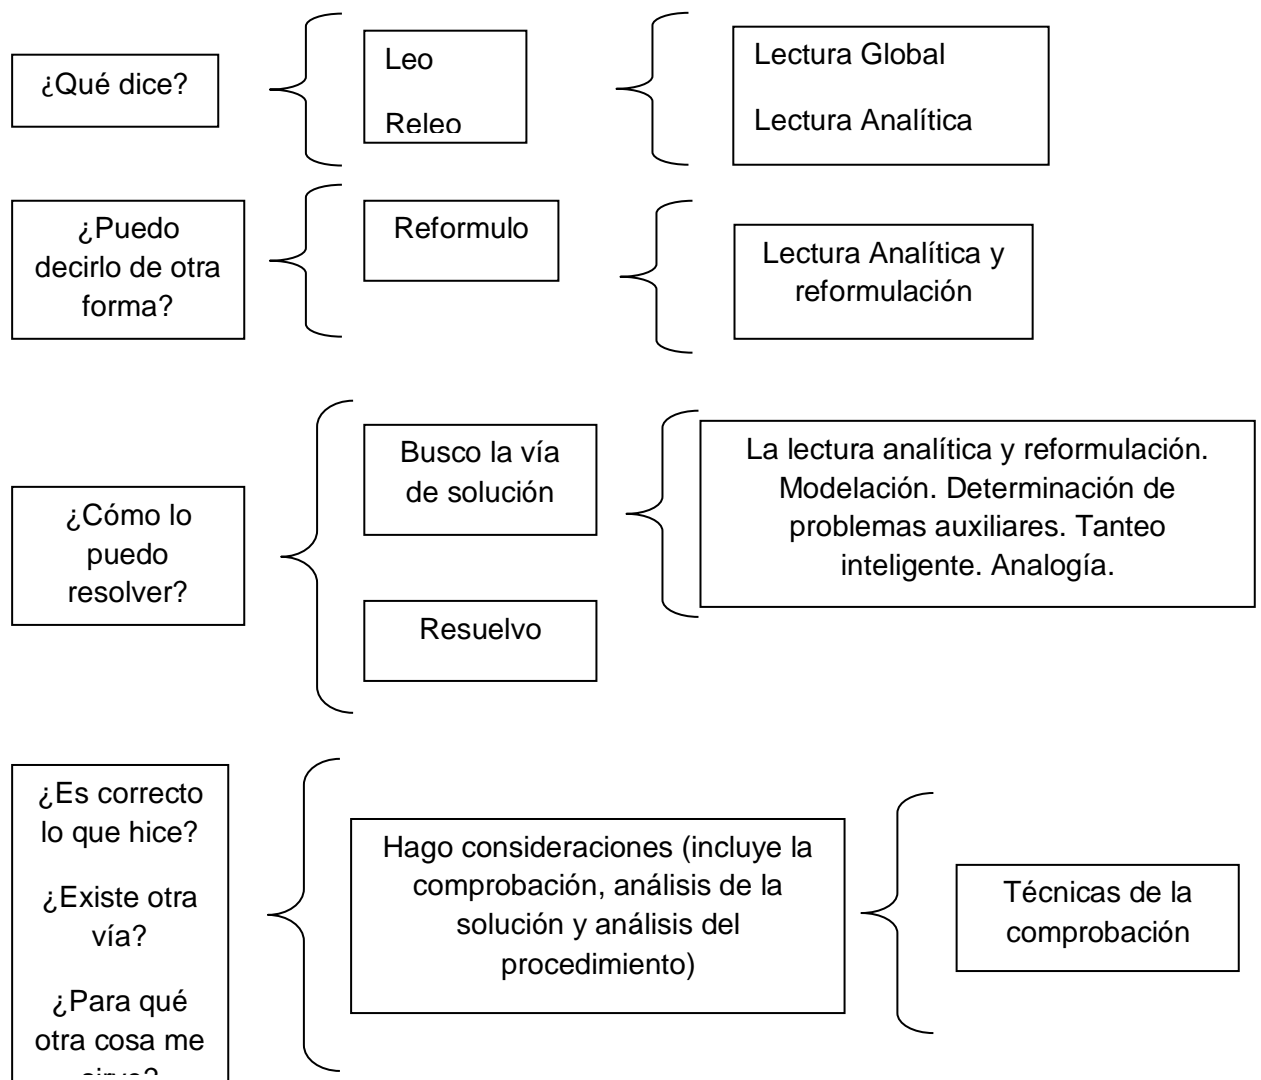 ¿Qué dice?
Leo
Releo
Lectura Global
Lectura Analítica
¿Puedo
decirlo de otra
forma?
Reformulo
Lectura Analítica y
reformulación
¿Cómo lo
puedo
resolver?
Busco la vía
de solución
Resuelvo
La lectura analítica y reformulación.
Modelación. Determinación de
problemas auxiliares. Tanteo
inteligente. Analogía.
¿Es correcto
lo que hice?
¿Existe otra
vía?
¿Para qué
otra cosa me
sirve?
Hago consideraciones (incluye la
comprobación, análisis de la
solución y análisis del
procedimiento)
Técnicas de la
comprobación